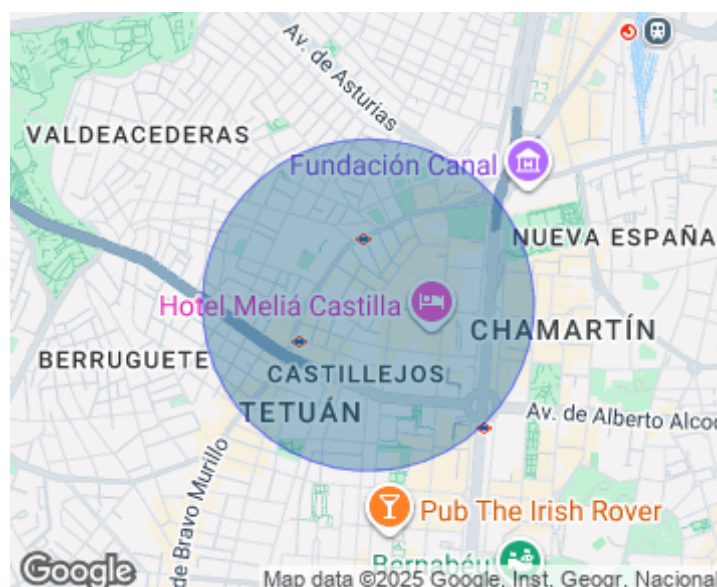 Av. de Asturias
VALDEACEDERAS
Fundación Canal
NUEVA ESPAÑA
Hotel Meliá Castilla
CHAMARTÍN
BERRUGUETE
CASTILLEJOS
TETUÁN
Av. de Alberto Alcoc
de Bravo Murillo
Pub The Irish Rover
Bernabéu
Google
Map data ©2025 Google, Inst. Geogr. Nacional